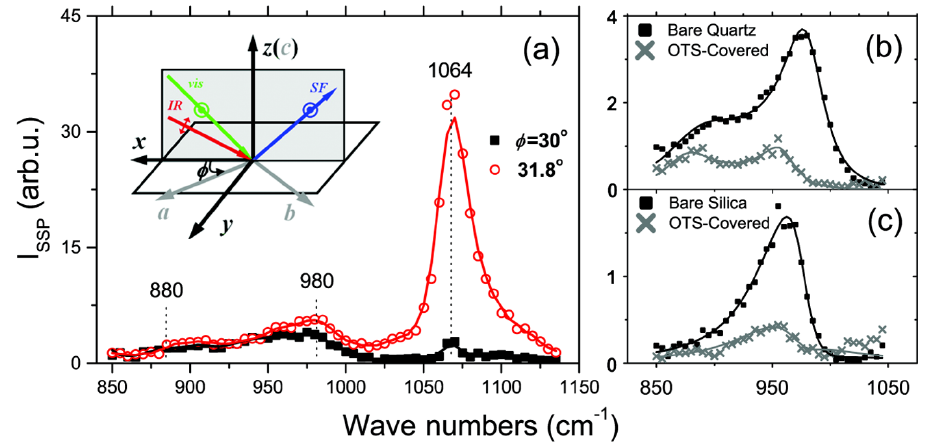 45
30
15
0
I_SSP (arb.u.)
(a)
z(c)
vis
IR
SF
x
ϕ
a
y
b
1064
ϕ=30°
31.8°
880
980
850
900
950
1000
1050
1100
1150
Wave numbers (cm⁻¹)
4
2
0
Bare Quartz
OTS-Covered
(b)
2
1
0
Bare Silica
OTS-Covered
(c)
850
950
1050